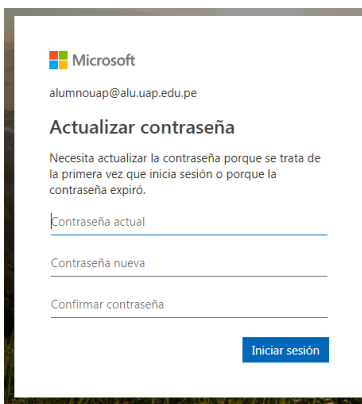 Microsoft
alumnouap@alu.uap.edu.pe
Actualizar contraseña
Necesita actualizar la contraseña porque se trata de
la primera vez que inicia sesión o porque la
contraseña expiró.
Contraseña actual
Contraseña nueva
Confirmar contraseña
Iniciar sesión